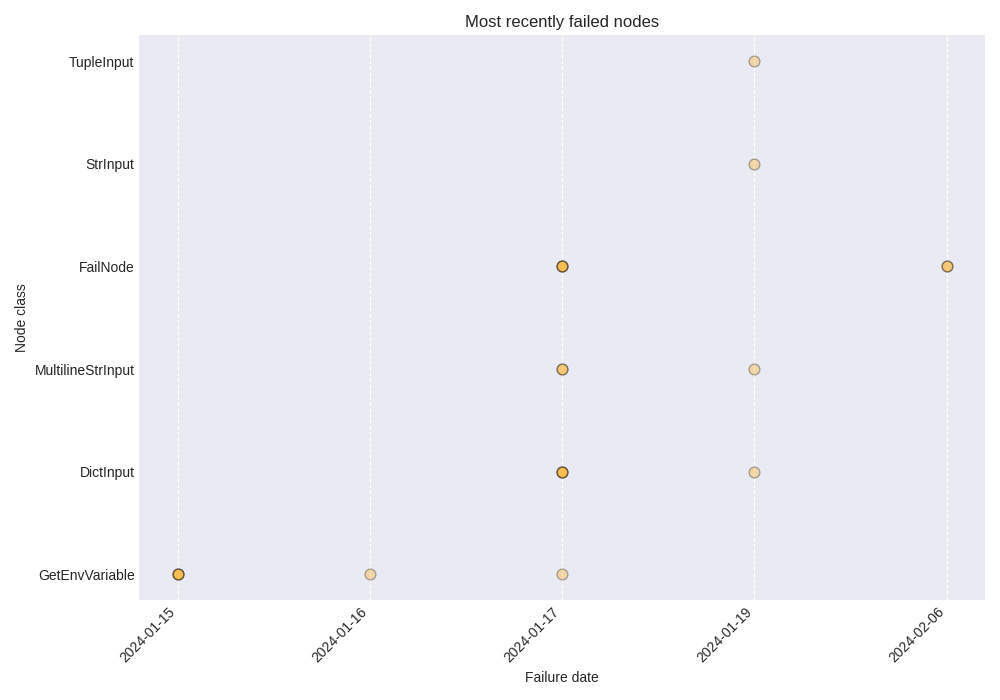 Most recently failed nodes
Node class
TupleInput
StrInput
FailNode
MultilineStrInput
DictInput
GetEnvVariable
2024-01-15
2024-01-16
2024-01-17
2024-01-19
2024-02-06
Failure date